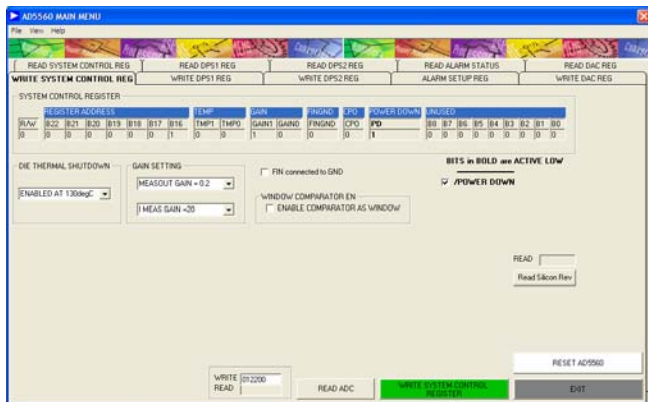 AD5560 MAIN MENU
File View Help
READ SYSTEM CONTROL REG READ DPS1 REG READ DPS2 REG READ ALARM STATUS READ DAC REG
WRITE SYSTEM CONTROL REG WRITE DPS1 REG WRITE DPS2 REG ALARM SETUP REG WRITE DAC REG
SYSTEM CONTROL REGISTER
REGISTER ADDRESS TEMP GAIN FINGND CPO POWER DOWN UNUSED
R/W B22 B21 B20 B19 B18 B17 B16 TMP1 TMP0 GAIN1 GAIN0 FINGND CPO PD B8 B7 B6 B5 B4 B3 B2 B1 B0
0 0 0 0 0 0 0 1 0 0 1 0 0 0 1 0 0 0 0 0 0 0 0 0
BITS in BOLD are ACTIVE LOW
DIE THERMAL SHUTDOWN GAIN SETTING
FIN connected to GND
/POWER DOWN
MEASOUT GAIN = 0.2
ENABLED AT 130degC
WINDOW COMPARATOR EN
I MEAS GAIN =20
ENABLE COMPARATOR AS WINDOW
READ
Read Silicon Rev
RESET AD5560
WRITE 012200
READ
READ ADC
WRITE SYSTEM CONTROL
REGISTER
EXIT